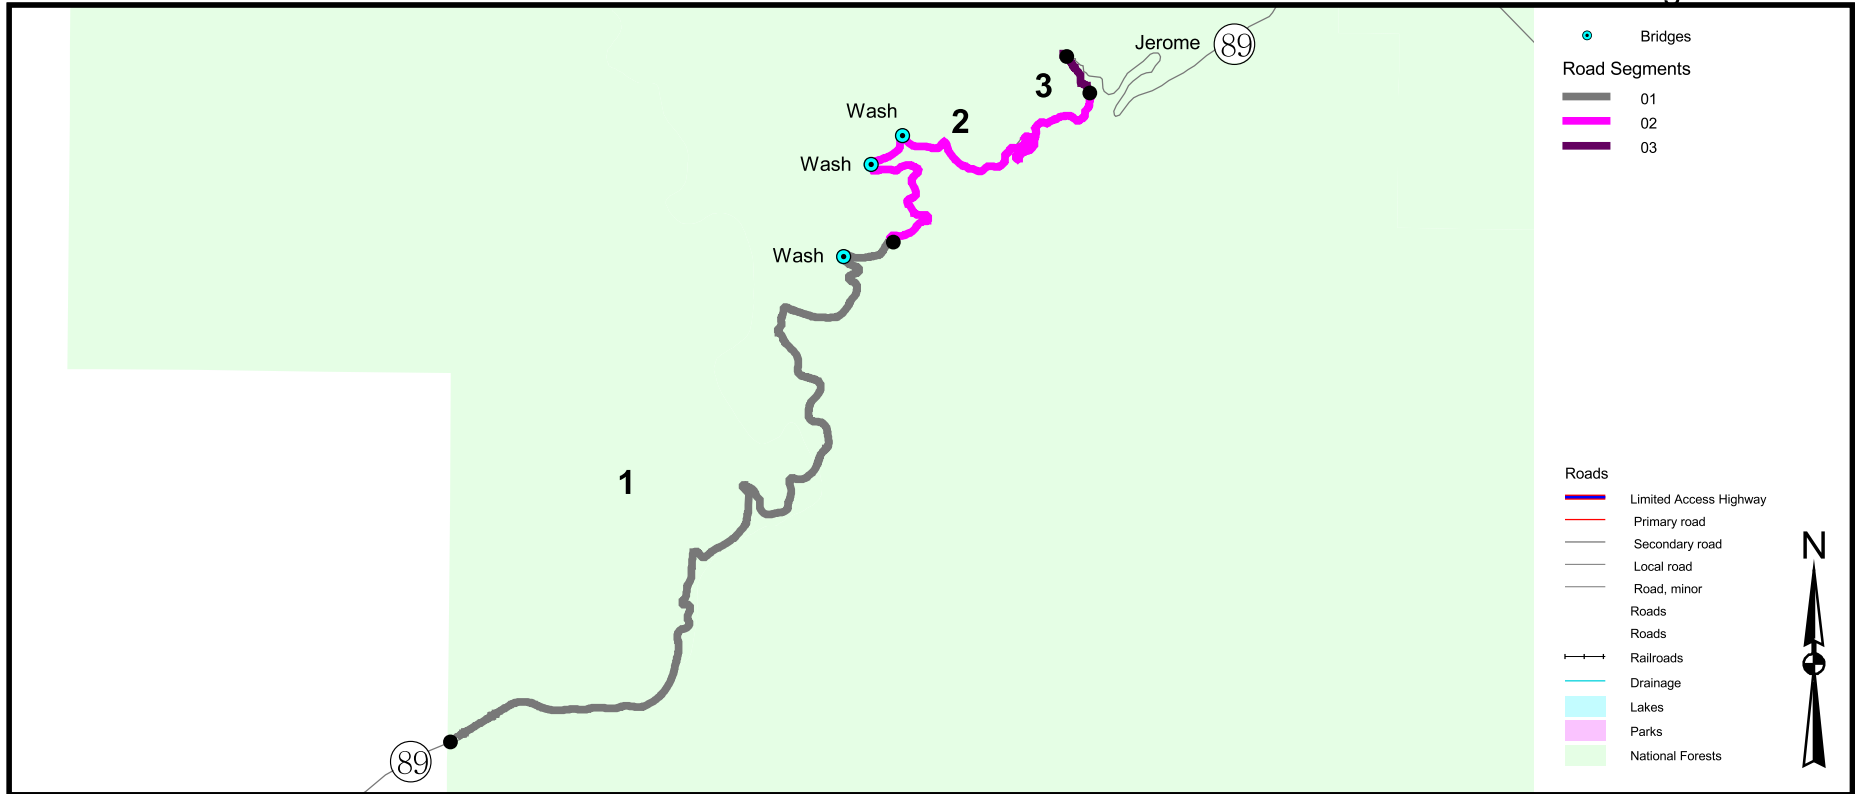 Jerome
89
3
Wash
2
Wash
Wash
1
89
Bridges
Road Segments
01
02
03
Roads
Limited Access Highway
Primary road
Secondary road
Local road
Road, minor
Roads
Roads
Railroads
Drainage
Lakes
Parks
National Forests
N